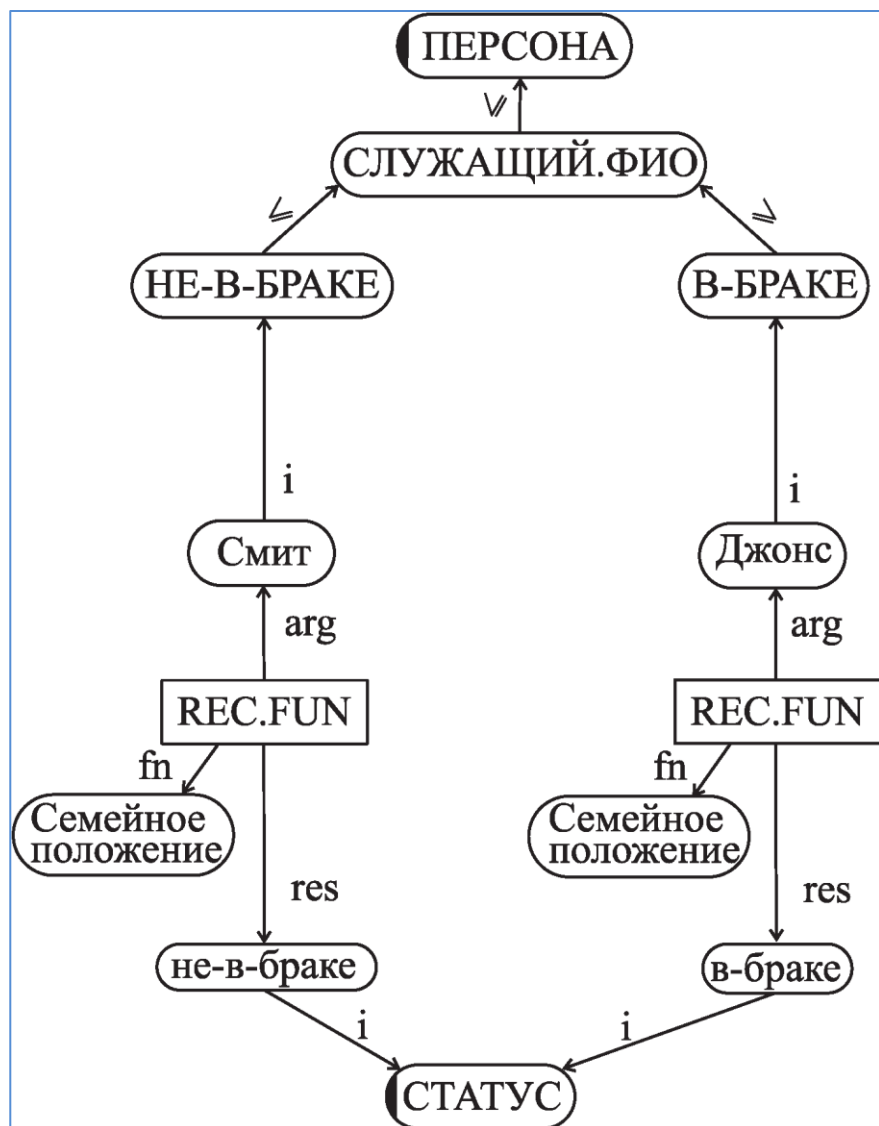 ПЕРСОНА
⩽
СЛУЖАЩИЙ.ФИО
⩽ ⩾
НЕ-В-БРАКЕ В-БРАКЕ
i i
Смит Джонс
arg arg
REC.FUN REC.FUN
fn fn
Семейное Семейное
положение положение
res res
не-в-браке в-браке
i i
СТАТУС